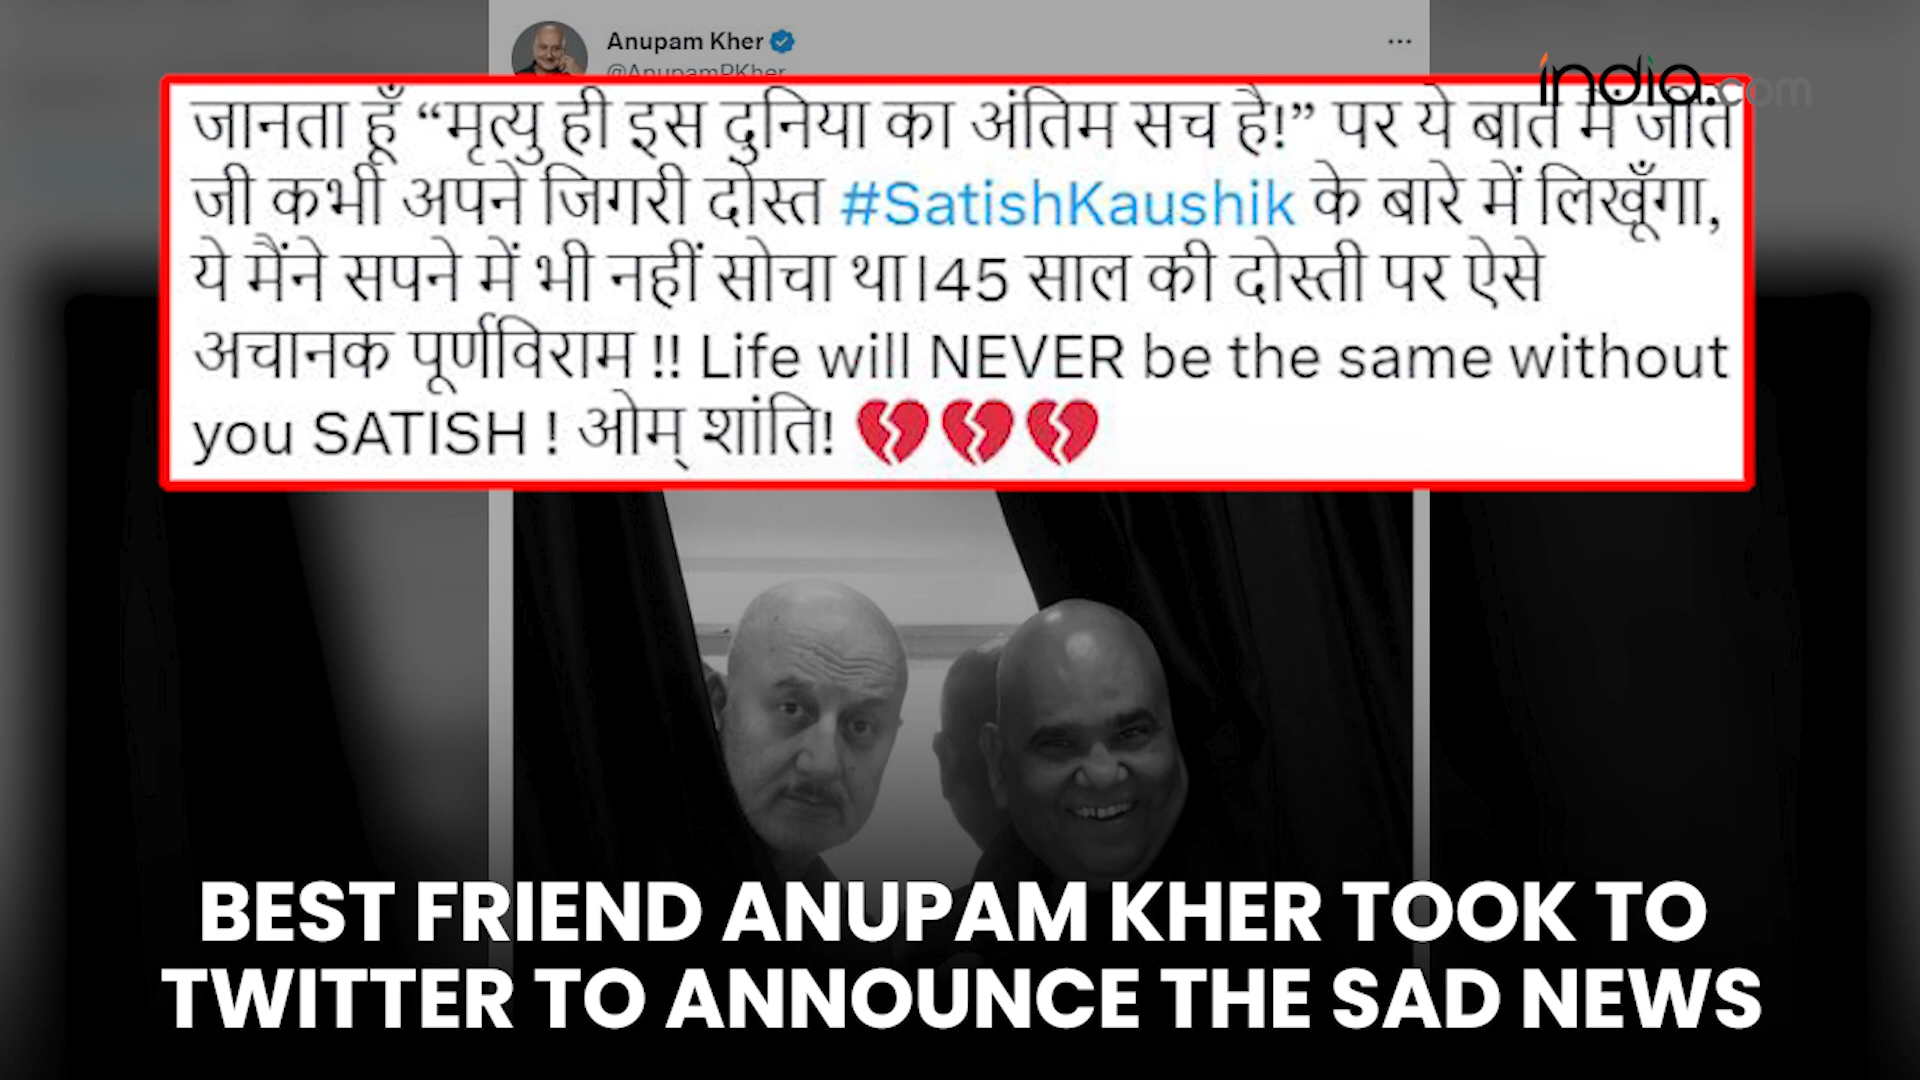 Anupam Kher
@AnupamPKher
india.com
जानता हूँ “मृत्यु ही इस दुनिया का अंतिम सच है!” पर ये बात मैं जीते
जी कभी अपने जिगरी दोस्त #SatishKaushik के बारे में लिखूँगा,
ये मैंने सपने में भी नहीं सोचा था।45 साल की दोस्ती पर ऐसे
अचानक पूर्णविराम !! Life will NEVER be the same without
you SATISH ! ओम् शांति! 💔💔💔
BEST FRIEND ANUPAM KHER TOOK TO
TWITTER TO ANNOUNCE THE SAD NEWS